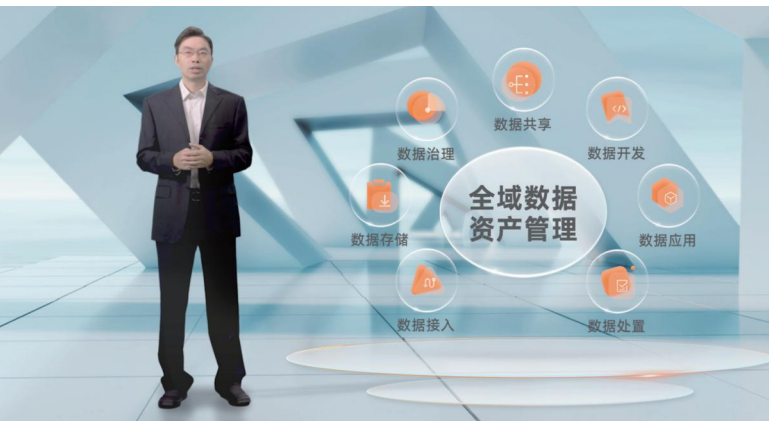 数据共享
数据治理
数据开发
全域数据
资产管理
数据存储
数据应用
数据接入
数据处置